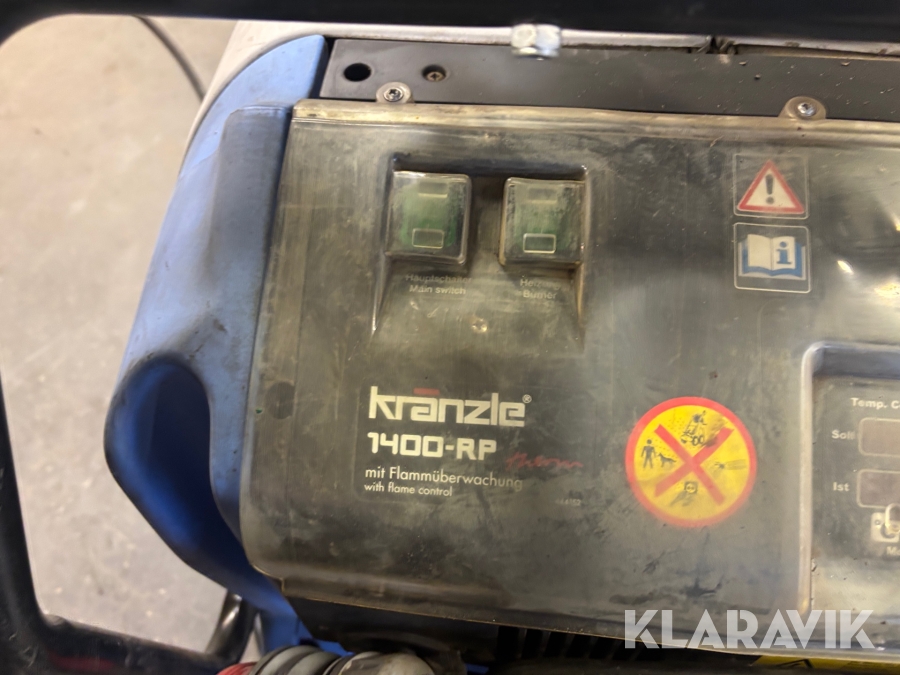 Hauptschalter
Main switch
Heizung
Burner
Temp. C
Soll
Ist
kränzle®
1400-RP
mit Flammüberwachung
with flame control
KLARAVIK